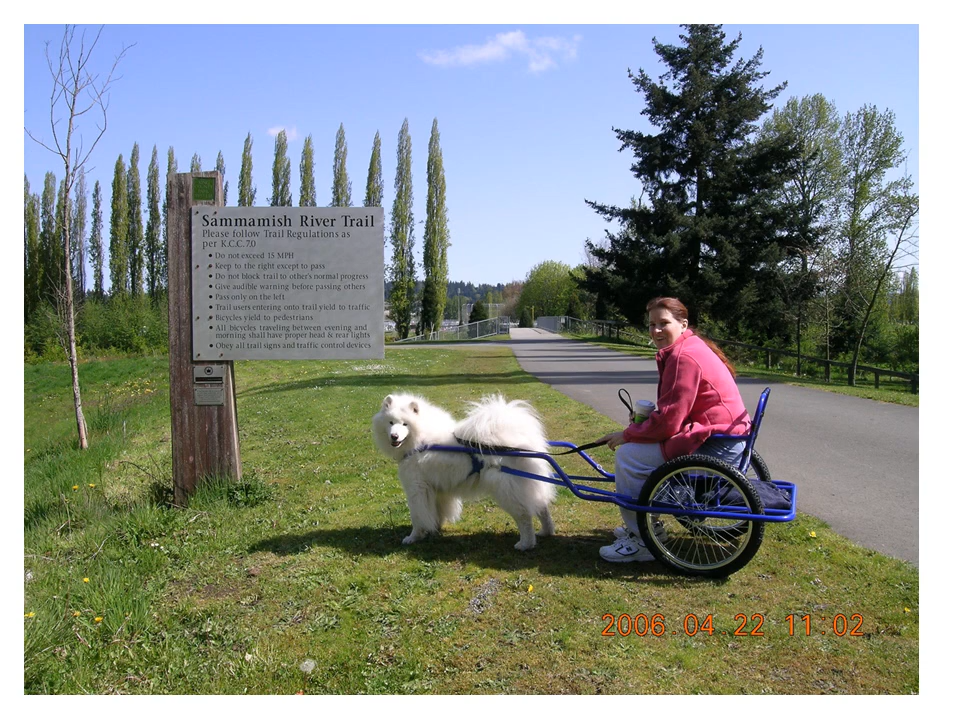 Sammamish River Trail
Please follow Trail Regulations as
per K.C.C. 7.0
• Do not exceed 15 MPH
• Keep to the right except to pass
• Do not block trail to other's normal progress
• Give audible warning before passing others
• Pass only on the left
• Trail users entering onto trail yield to traffic
• Bicycles yield to pedestrians
• All bicycles traveling between evening and
morning shall have proper head & rear lights
• Obey all trail signs and traffic control devices
2006.04.22 11:02